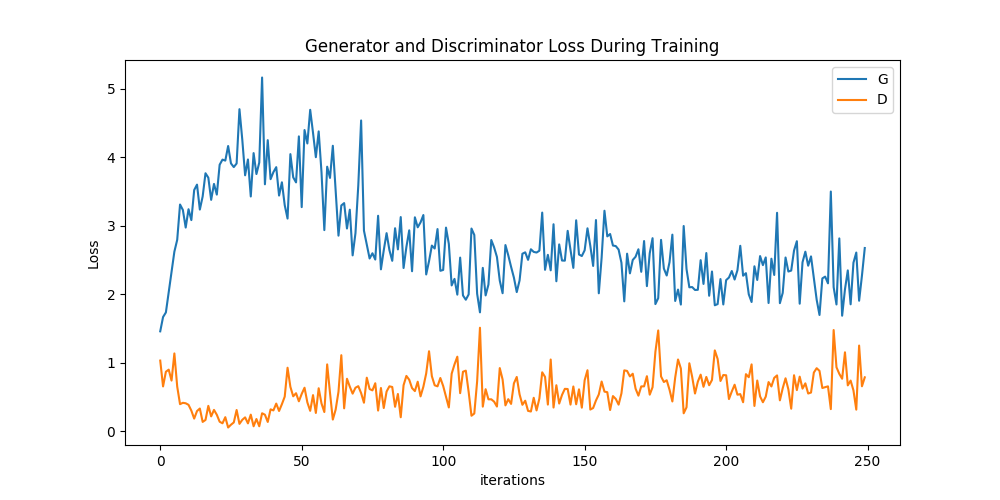 Generator and Discriminator Loss During Training
G
D
Loss
5
4
3
2
1
0
0 50 100 150 200 250
iterations